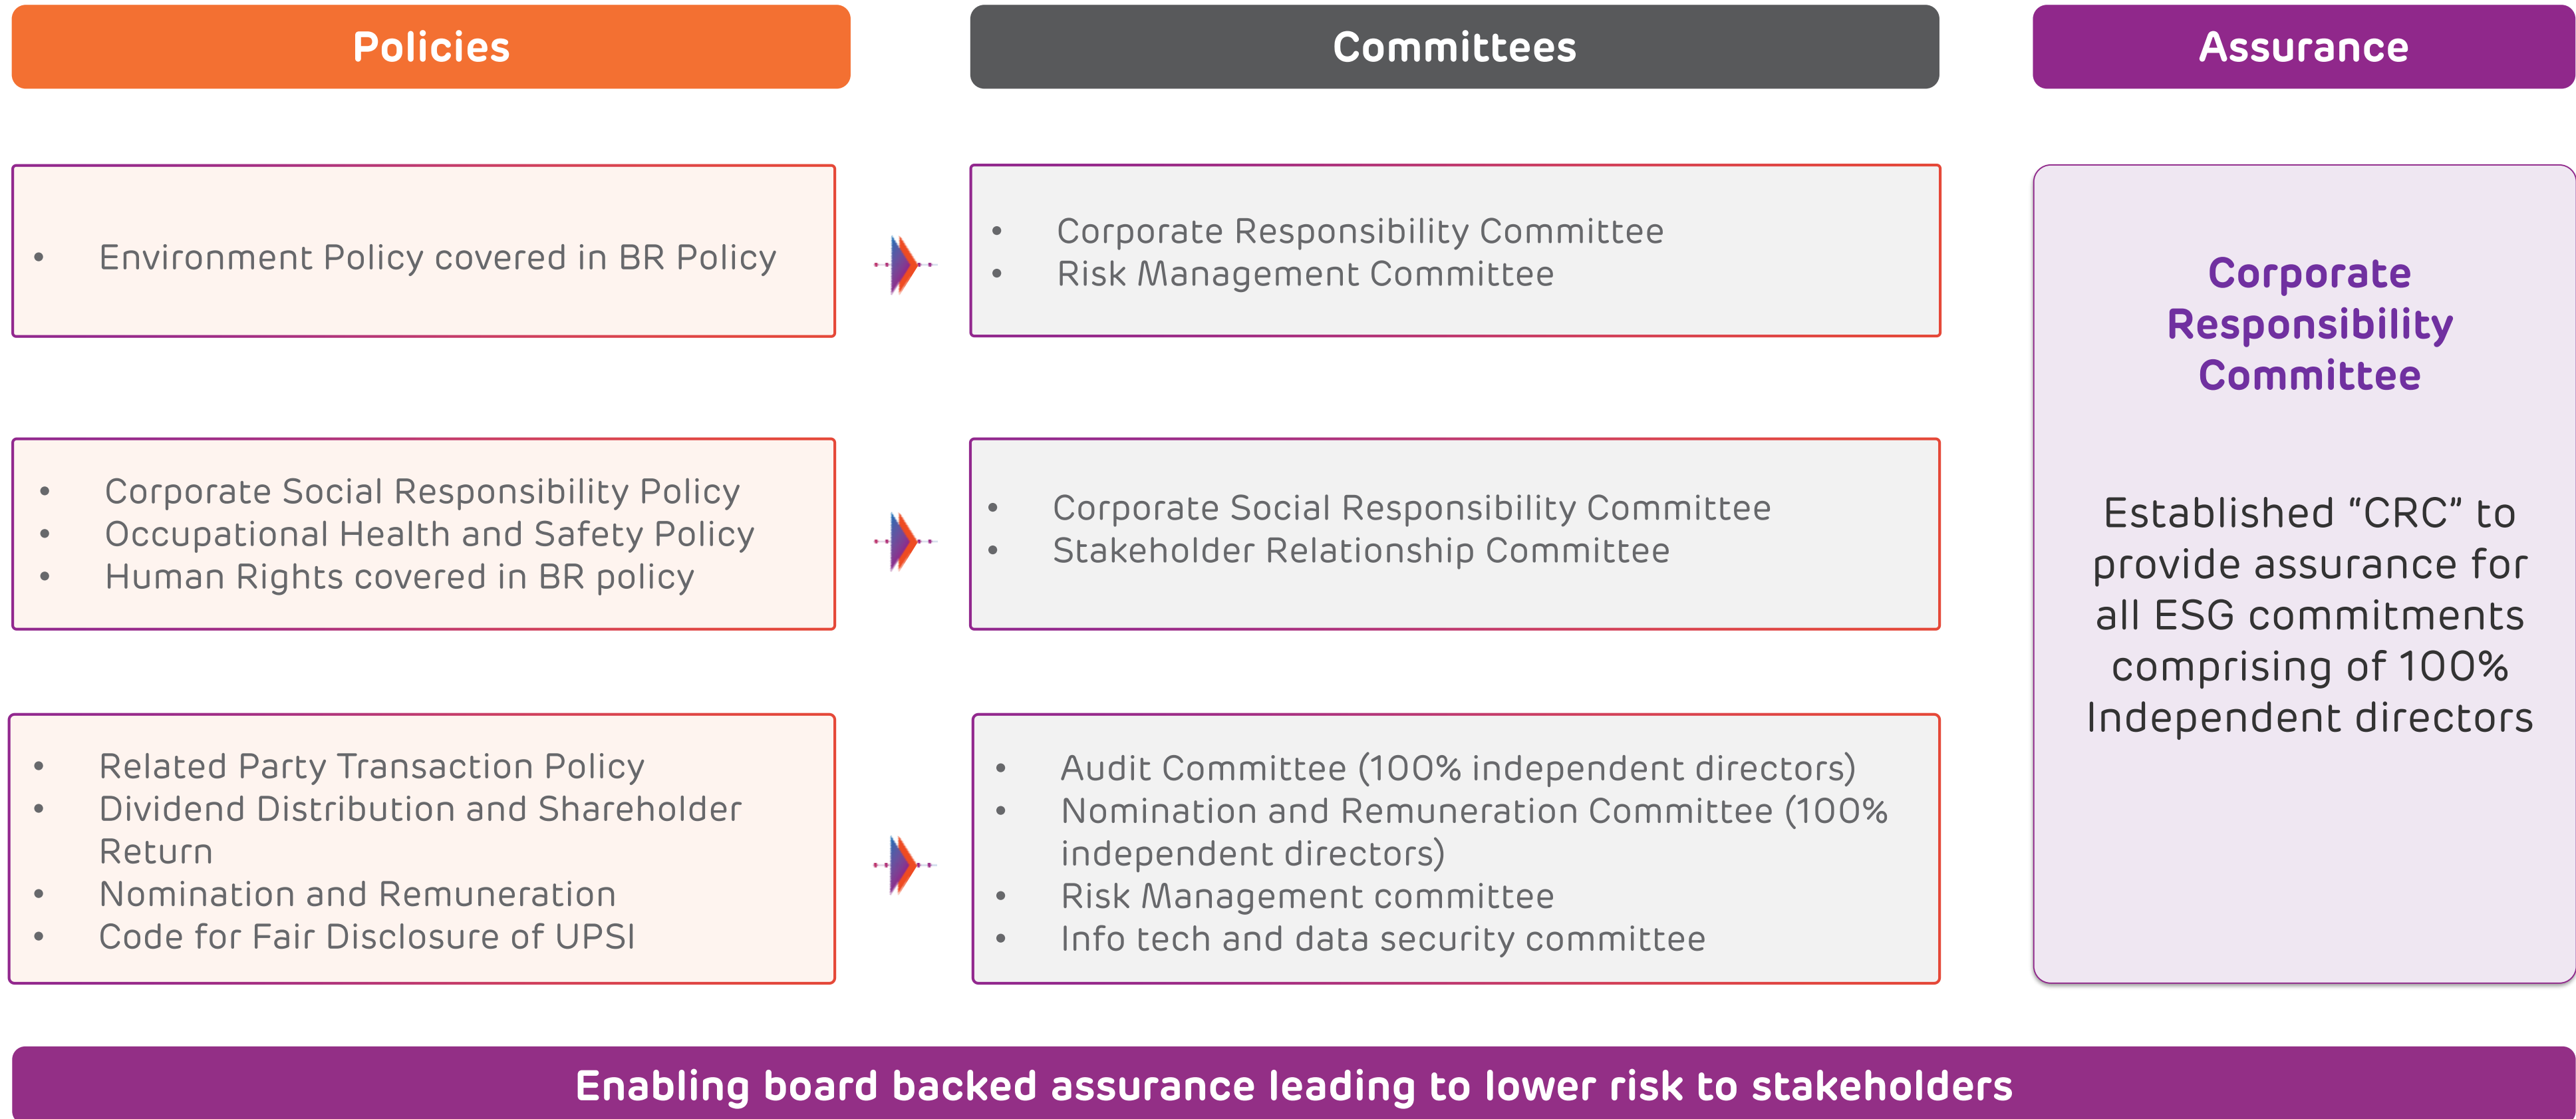 Policies
Committees
Assurance
• Environment Policy covered in BR Policy
• Corporate Responsibility Committee
• Risk Management Committee
• Corporate Social Responsibility Policy
• Occupational Health and Safety Policy
• Human Rights covered in BR policy
• Corporate Social Responsibility Committee
• Stakeholder Relationship Committee
• Related Party Transaction Policy
• Dividend Distribution and Shareholder
Return
• Nomination and Remuneration
• Code for Fair Disclosure of UPSI
• Audit Committee (100% independent directors)
• Nomination and Remuneration Committee (100%
independent directors)
• Risk Management committee
• Info tech and data security committee
Corporate
Responsibility
Committee
Established “CRC” to
provide assurance for
all ESG commitments
comprising of 100%
Independent directors
Enabling board backed assurance leading to lower risk to stakeholders